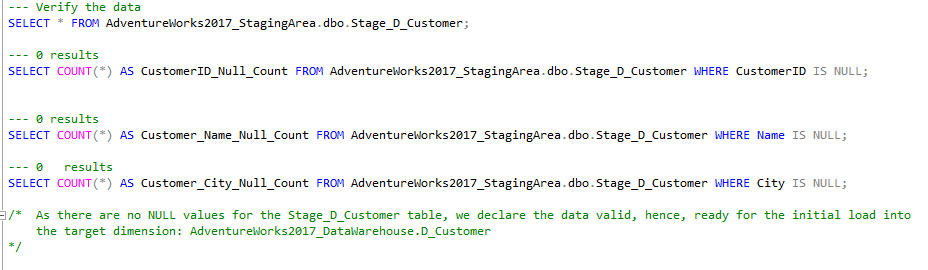 --- Verify the data
SELECT * FROM AdventureWorks2017_StagingArea.dbo.Stage_D_Customer;
--- 0 results
SELECT COUNT(*) AS CustomerID_Null_Count FROM AdventureWorks2017_StagingArea.dbo.Stage_D_Customer WHERE CustomerID IS NULL;
--- 0 results
SELECT COUNT(*) AS Customer_Name_Null_Count FROM AdventureWorks2017_StagingArea.dbo.Stage_D_Customer WHERE Name IS NULL;
--- 0   results
SELECT COUNT(*) AS Customer_City_Null_Count FROM AdventureWorks2017_StagingArea.dbo.Stage_D_Customer WHERE City IS NULL;
/*  As there are no NULL values for the Stage_D_Customer table, we declare the data valid, hence, ready for the initial load into
the target dimension: AdventureWorks2017_DataWarehouse.D_Customer
*/